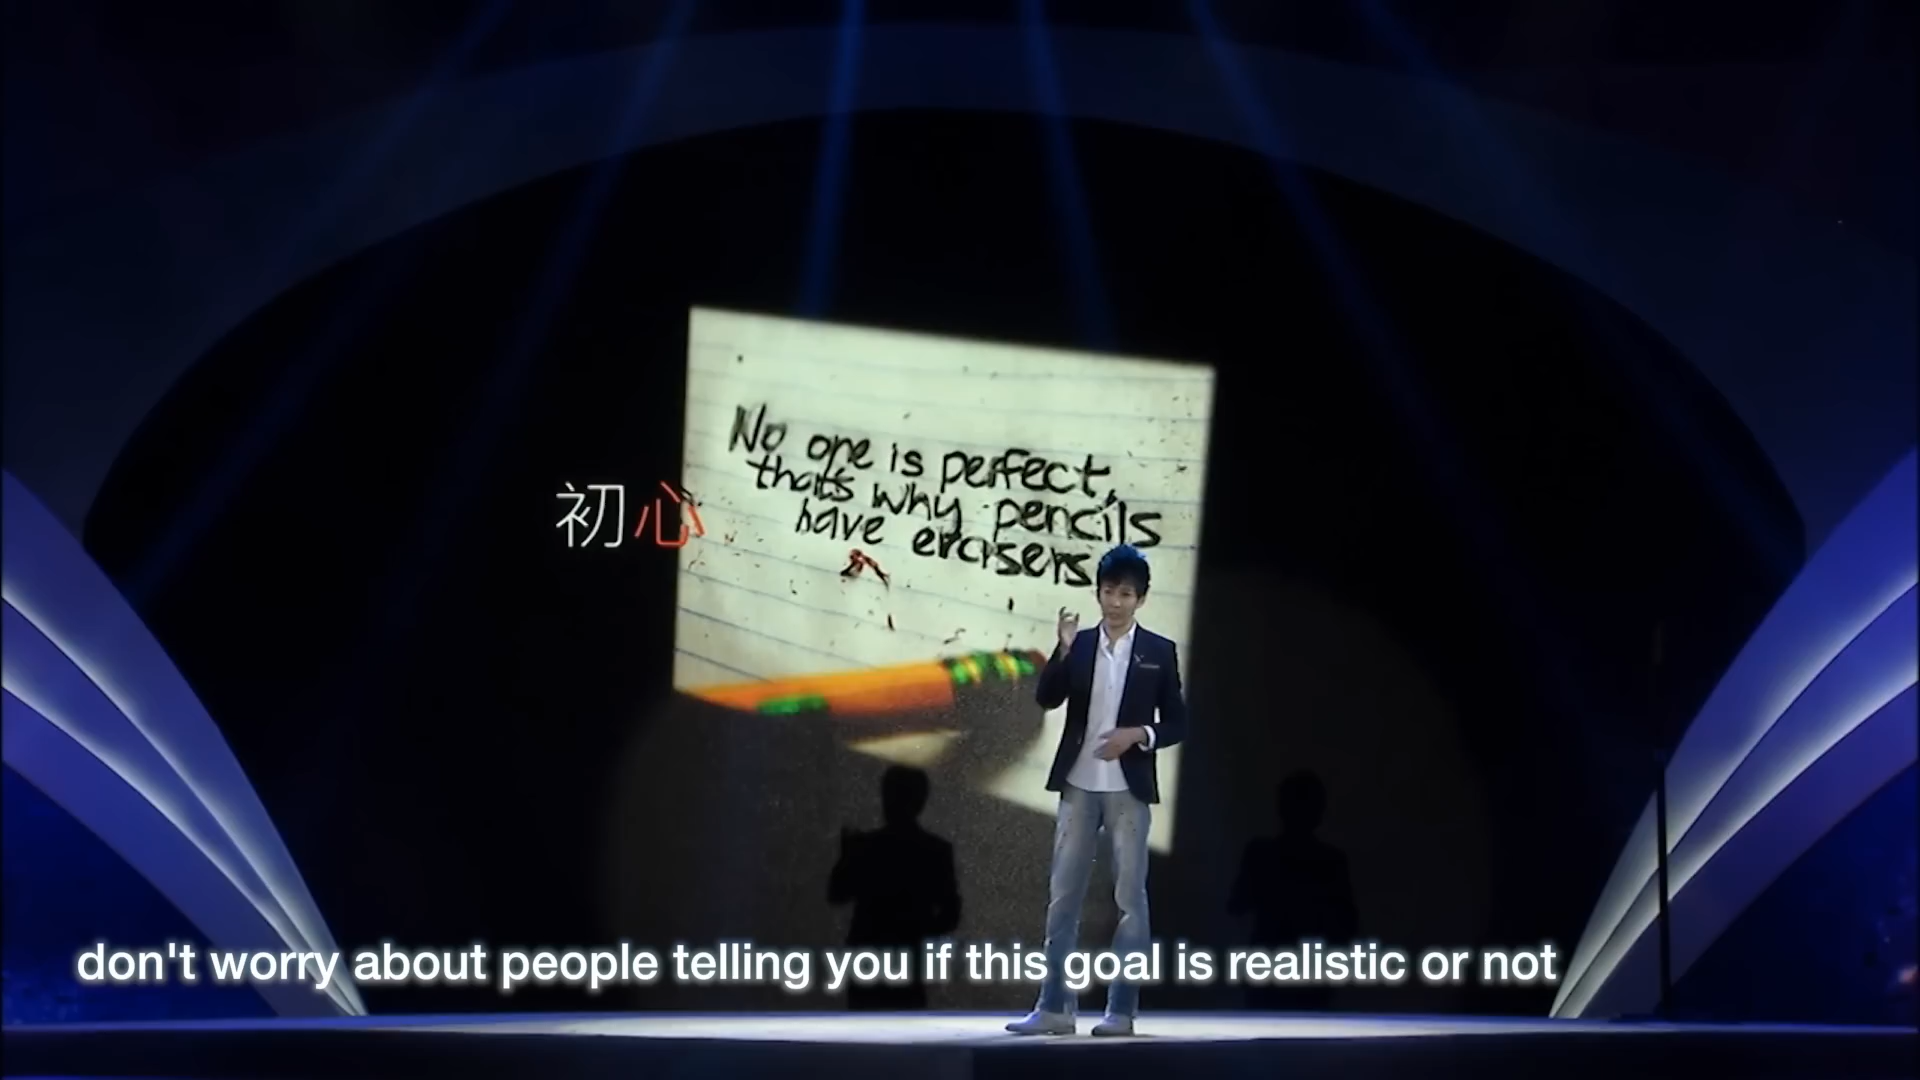 初心
No one is perfect,
that's why pencils
have erasers
don't worry about people telling you if this goal is realistic or not